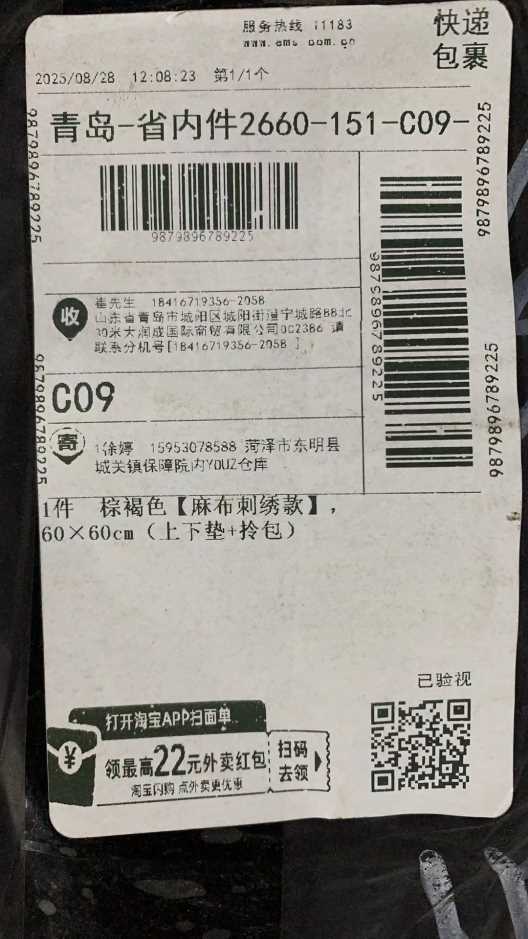 服务热线 11183
www.ems.com.cn
快递
包裹
2025/08/28 12:08:23 第1/1个
青岛-省内件2660-151-C09-
9879896789225
9879896789225
9879896789225
9879896789225
9879896789225
9879896789225
收
崔先生 18416719356-2058
山东省青岛市城阳区城阳街道宁城路88北
30米大润成国际商贸有限公司0C2386 请
联系分机号[18416719356-2058 ]
C09
寄
徐婷 15953078588 菏泽市东明县
城关镇保障院内YOUZ仓库
1件 棕褐色【麻布刺绣款】,
60×60cm（上下垫+拎包）
已验视
打开淘宝APP扫面单
¥
领最高22元外卖红包
淘宝闪购 点外卖更优惠
扫码
去领